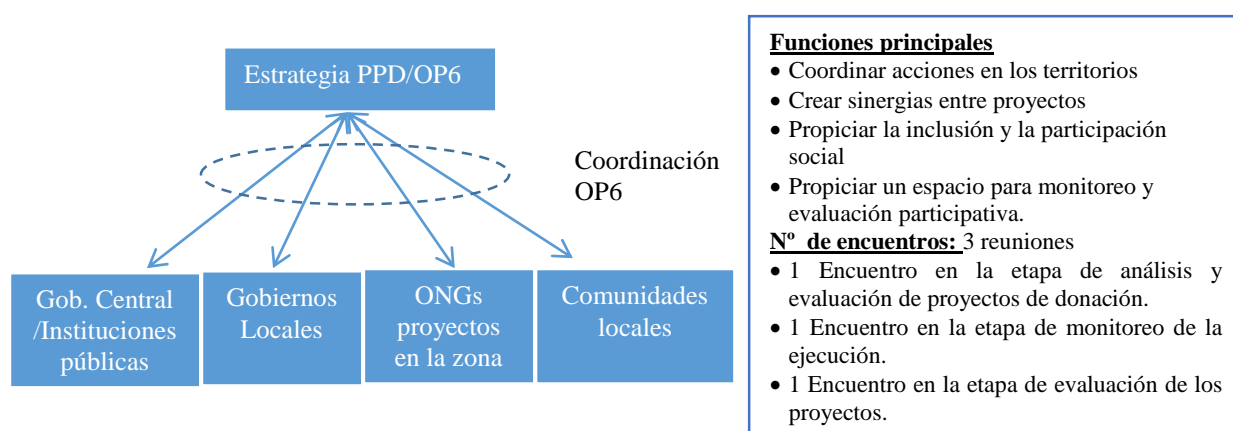 Estrategia PPD/OP6
Coordinación
OP6
Gob. Central
/Instituciones
públicas
Gobiernos
Locales
ONGs
proyectos
en la zona
Comunidades
locales
Funciones principales
• Coordinar acciones en los territorios
• Crear sinergias entre proyectos
• Propiciar la inclusión y la participación
social
• Propiciar un espacio para monitoreo y
evaluación participativa.
Nº de encuentros: 3 reuniones
• 1 Encuentro en la etapa de análisis y
evaluación de proyectos de donación.
• 1 Encuentro en la etapa de monitoreo de la
ejecución.
• 1 Encuentro en la etapa de evaluación de los
proyectos.